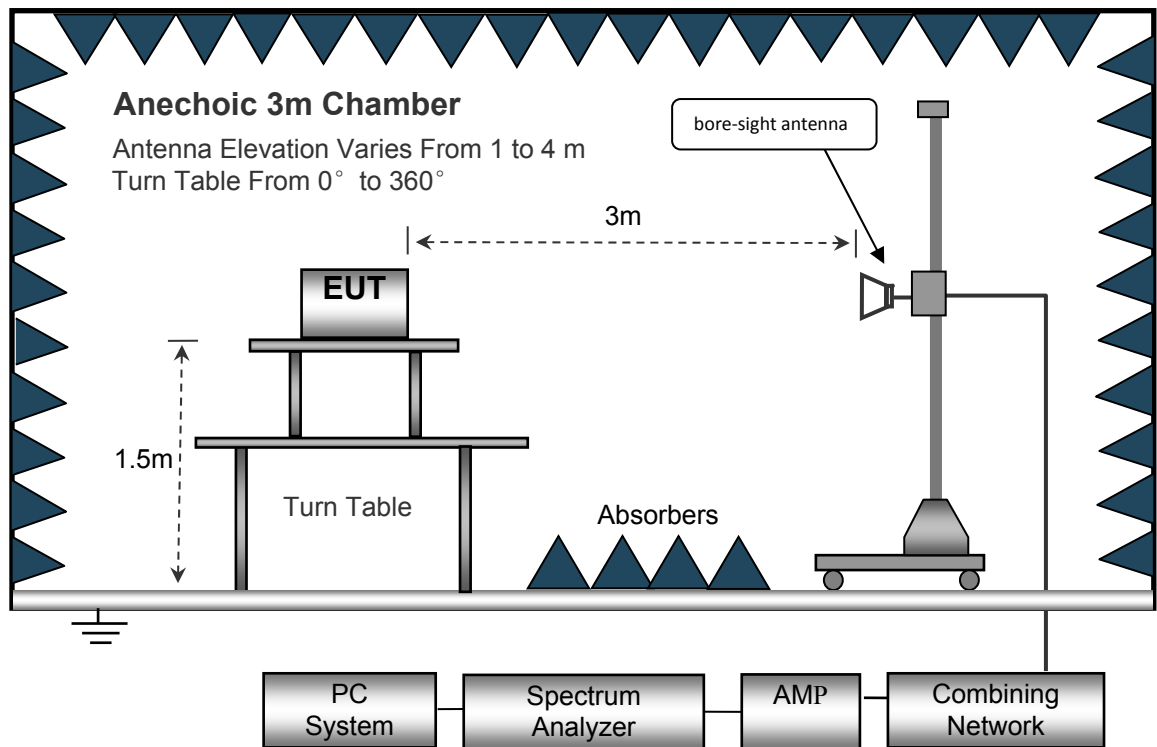 Anechoic 3m Chamber
Antenna Elevation Varies From 1 to 4 m
Turn Table From 0° to 360°
bore-sight antenna
3m
EUT
1.5m
Turn Table
Absorbers
PC
System
Spectrum
Analyzer
AMP
Combining
Network